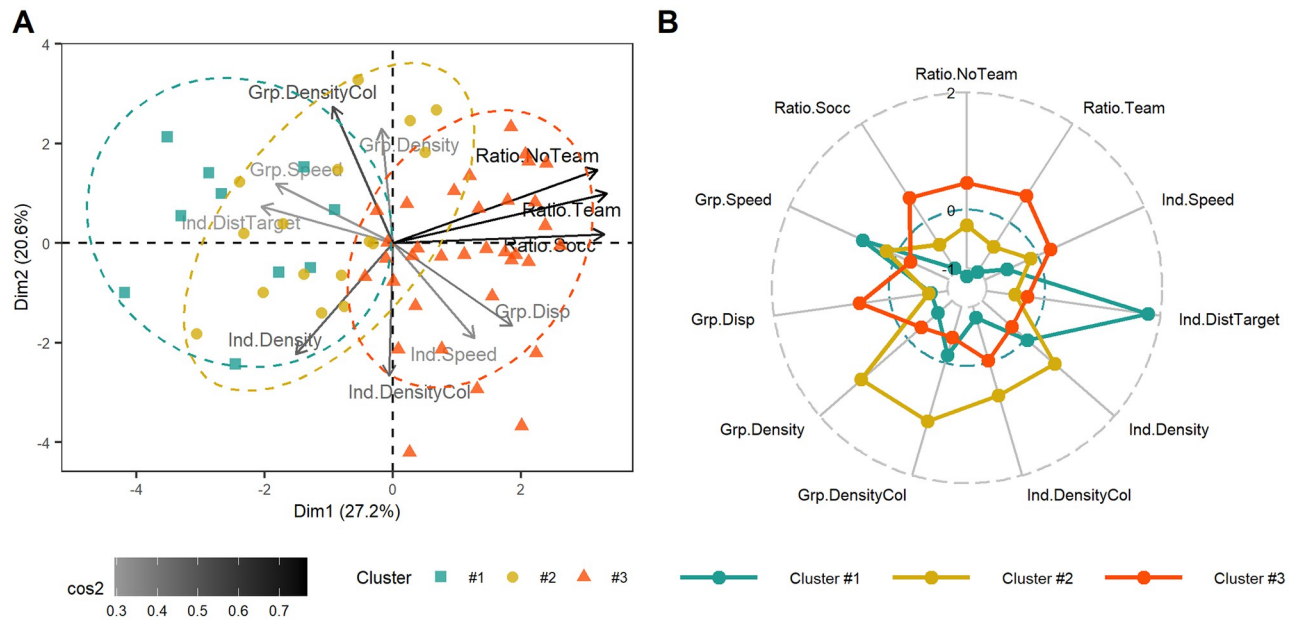 A
4
2
0
-2
-4
Dim2 (20.6%)
Grp.DensityCol
Grp.Density
Ratio.NoTeam
Grp.Speed
Ratio.Team
Ind.DistTarget
Ratio.Socc
Grp.Disp
Ind.Density
Ind.Speed
Ind.DensityCol
-4
-2
0
2
Dim1 (27.2%)
cos2
0.3 0.4 0.5 0.6 0.7
Cluster #1 #2 #3
B
Ratio.NoTeam
2
Ratio.Socc
Ratio.Team
Grp.Speed
0
Ind.Speed
-1
Grp.Disp
Ind.DistTarget
Grp.Density
Ind.Density
Grp.DensityCol
Ind.DensityCol
Cluster #1 Cluster #2 Cluster #3